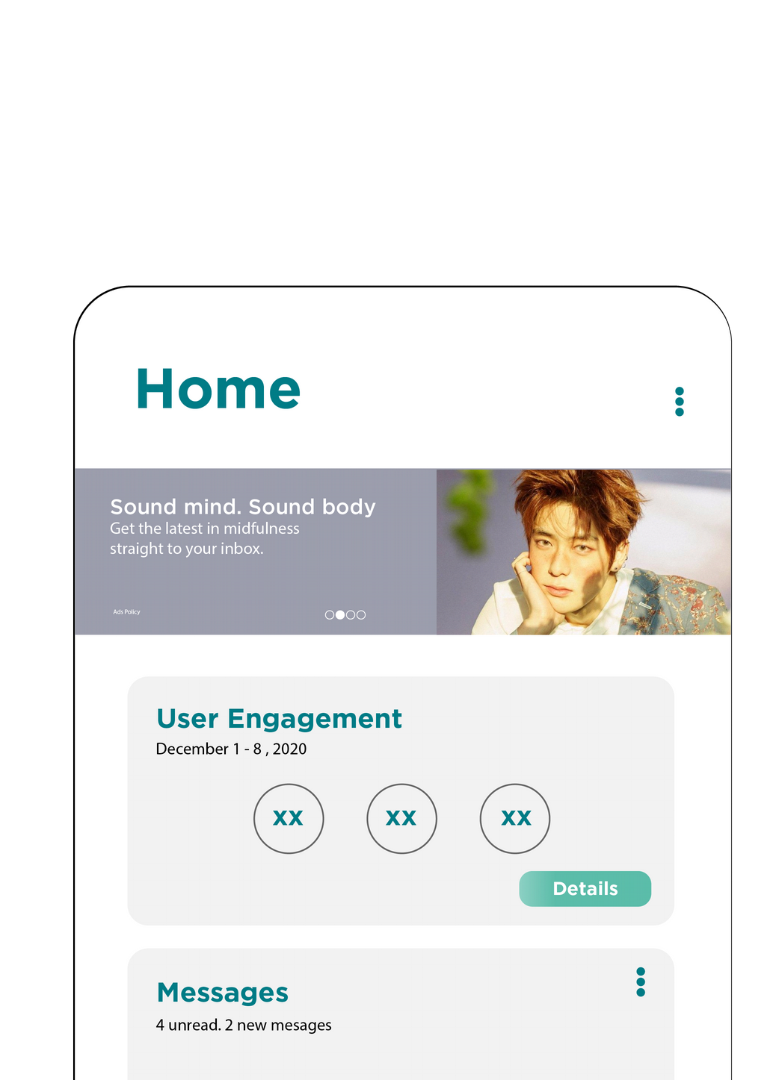 Home
Sound mind. Sound body
Get the latest in midfulness
straight to your inbox.
Ads Policy
User Engagement
December 1 - 8 , 2020
XX XX XX
Details
Messages
4 unread. 2 new mesages